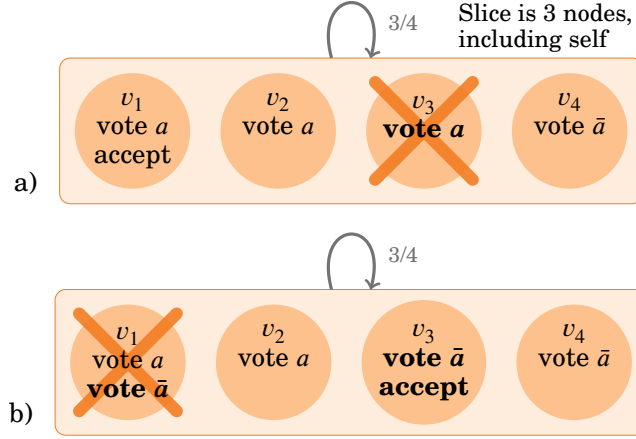 3/4
Slice is 3 nodes,
including self
v₁
vote a
accept
v₂
vote a
v₃
vote a
v₄
vote ā
a)
3/4
v₁
vote a
vote ā
v₂
vote a
v₃
vote ā
accept
v₄
vote ā
b)